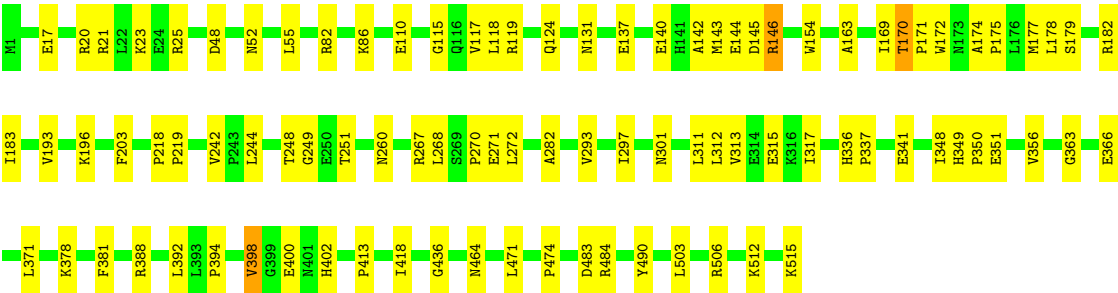 M1 E17 R20 R21 L22 K23 E24 R25 D48 N52 L55 R82 K86 E110 G115 Q116 V117 L118 R119 Q124 N131 E137 E140 H141 A142 M143 E144 D145 R146 W154 A163 I169 T170 P171 W172 N173 A174 P175 L176 M177 L178 S179 R182
I183 V193 K196 F203 P218 P219 V242 P243 L244 T248 G249 E250 T251 N260 R267 L268 S269 P270 E271 L272 A282 V293 I297 N301 L311 L312 V313 E314 E315 K316 I317 H336 P337 E341 I348 H349 P350 E351 V356 G363 E366
L371 K378 F381 R388 L392 L393 P394 V398 G399 E400 N401 H402 P413 I418 G436 N464 L471 P474 D483 R484 Y490 L503 R506 K512 K515